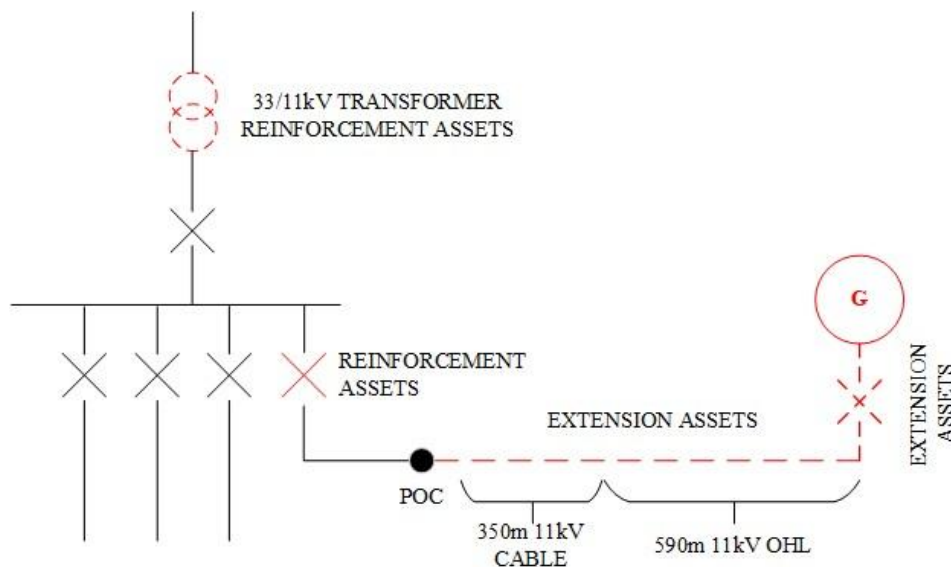 33/11kV TRANSFORMER
REINFORCEMENT ASSETS
G
REINFORCEMENT
ASSETS
EXTENSION ASSETS
EXTENSION
ASSETS
POC
350m 11kV
CABLE
590m 11kV OHL